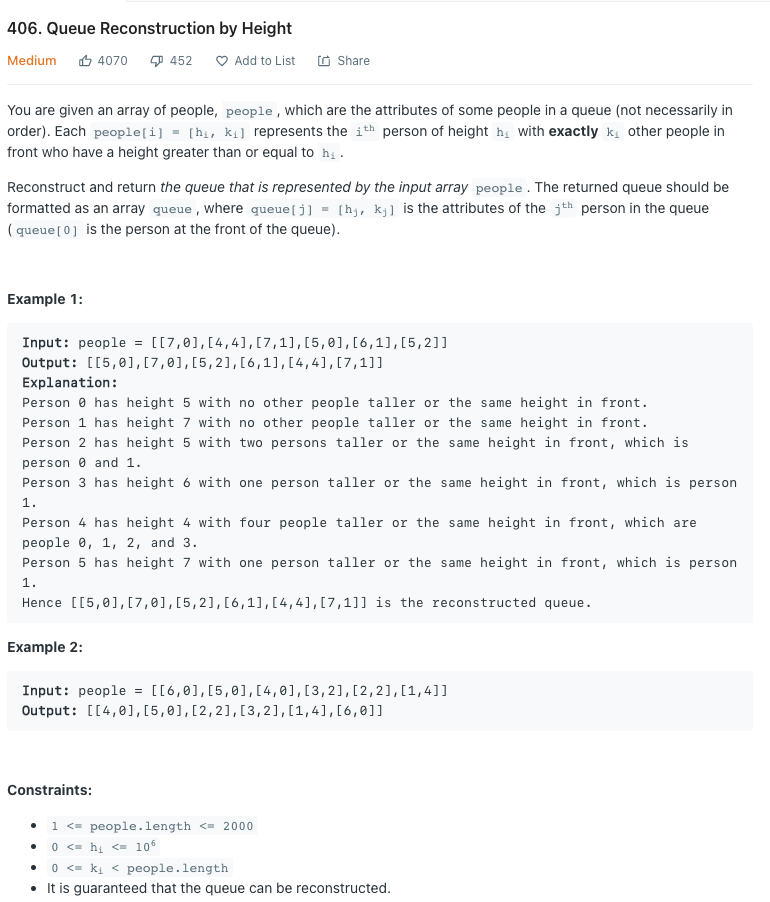 406. Queue Reconstruction by Height
Medium 4070 452 Add to List Share
You are given an array of people, people , which are the attributes of some people in a queue (not necessarily in
order). Each people[i] = [hᵢ, kᵢ] represents the iᵗʰ person of height hᵢ with exactly kᵢ other people in
front who have a height greater than or equal to hᵢ .
Reconstruct and return the queue that is represented by the input array people . The returned queue should be
formatted as an array queue , where queue[j] = [hⱼ, kⱼ] is the attributes of the jᵗʰ person in the queue
( queue[0] is the person at the front of the queue).
Example 1:
Input: people = [[7,0],[4,4],[7,1],[5,0],[6,1],[5,2]]
Output: [[5,0],[7,0],[5,2],[6,1],[4,4],[7,1]]
Explanation:
Person 0 has height 5 with no other people taller or the same height in front.
Person 1 has height 7 with no other people taller or the same height in front.
Person 2 has height 5 with two persons taller or the same height in front, which is
person 0 and 1.
Person 3 has height 6 with one person taller or the same height in front, which is person
1.
Person 4 has height 4 with four people taller or the same height in front, which are
people 0, 1, 2, and 3.
Person 5 has height 7 with one person taller or the same height in front, which is person
1.
Hence [[5,0],[7,0],[5,2],[6,1],[4,4],[7,1]] is the reconstructed queue.
Example 2:
Input: people = [[6,0],[5,0],[4,0],[3,2],[2,2],[1,4]]
Output: [[4,0],[5,0],[2,2],[3,2],[1,4],[6,0]]
Constraints:
• 1 <= people.length <= 2000
• 0 <= hᵢ <= 10⁶
• 0 <= kᵢ < people.length
• It is guaranteed that the queue can be reconstructed.